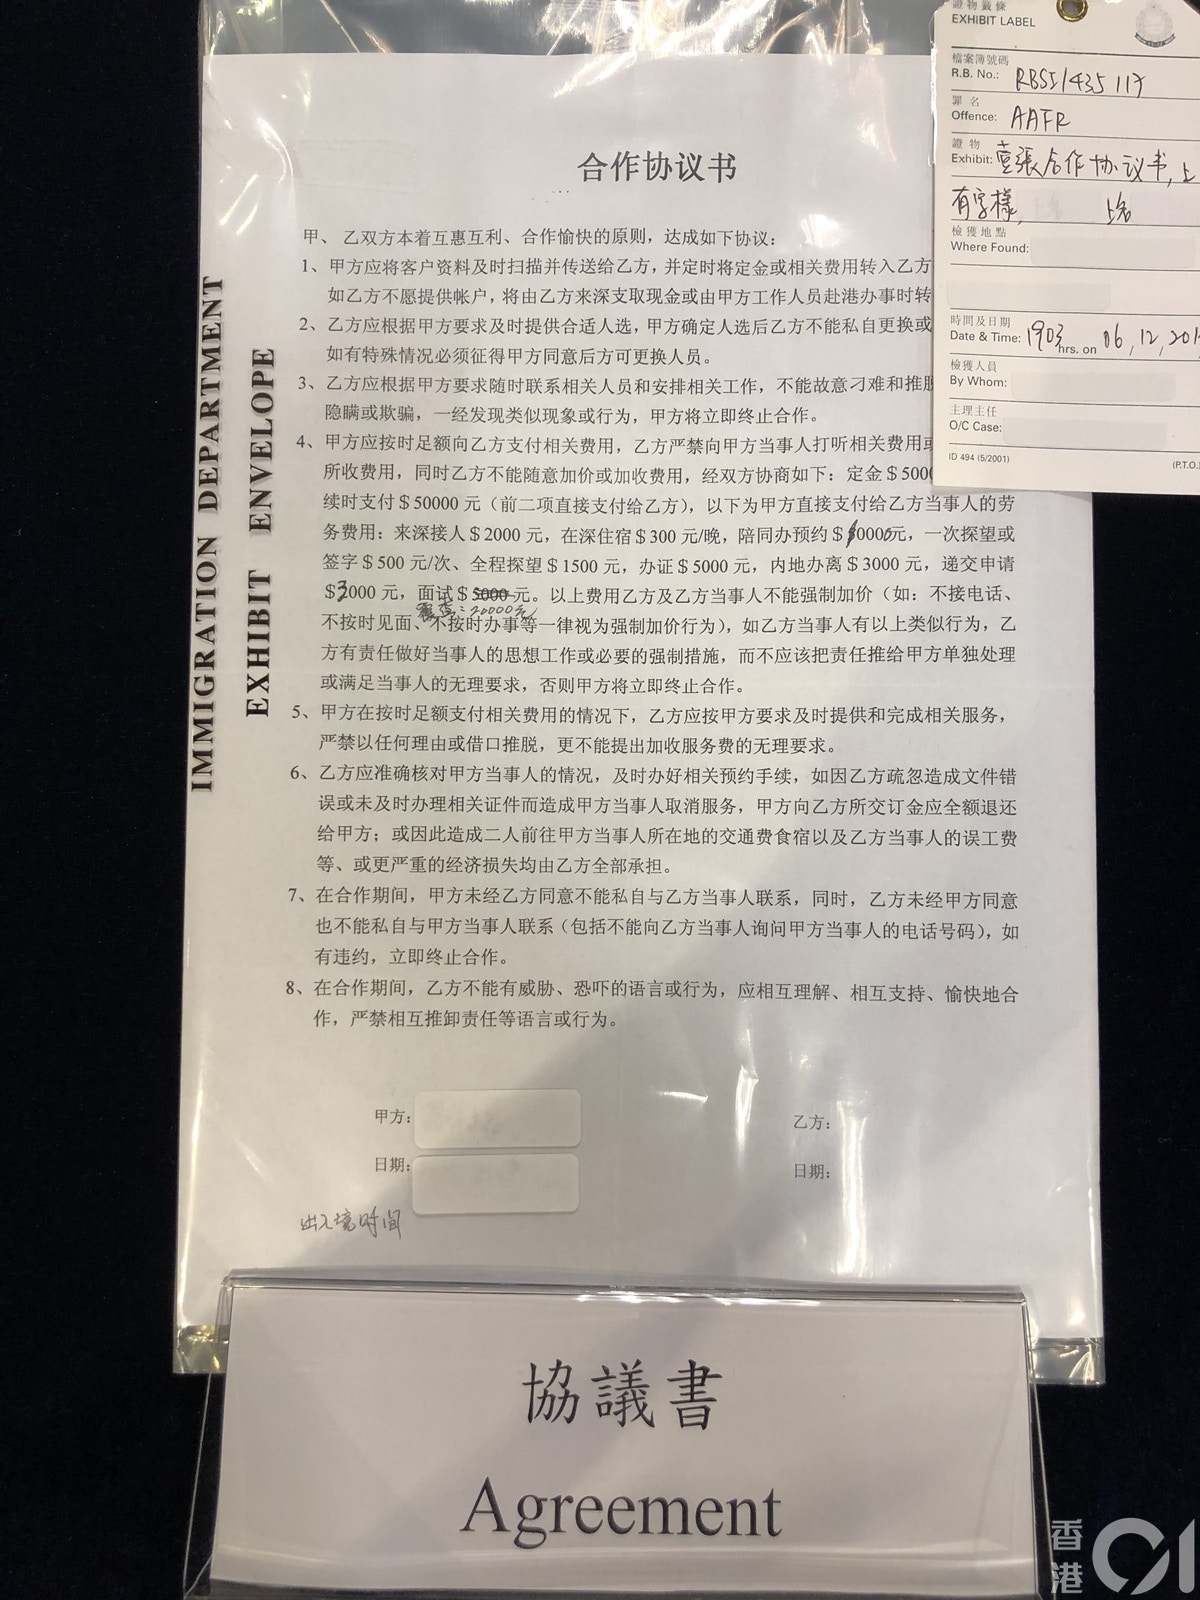 證物籤條
EXHIBIT LABEL
檔案簿號碼
R.B. No.:
罪名
Offence: AAFR
證物
Exhibit: 壹張合作协议书,上
有字樣,
檢獲地點
Where Found:
時間及日期
Date & Time: 1903 hrs. on 06,12,201
檢獲人員
By Whom:
主理主任
O/C Case:
ID 494 (5/2001)
(P.T.O.
IMMIGRATION DEPARTMENT
EXHIBIT ENVELOPE
合作协议书
甲、乙双方本着互惠互利、合作愉快的原则，达成如下协议：
1、甲方应将客户资料及时扫描并传送给乙方，并定时将定金或相关费用转入乙方
如乙方不愿提供帐户，将由乙方来深支取现金或由甲方工作人员赴港办事时转
2、乙方应根据甲方要求及时提供合适人选，甲方确定人选后乙方不能私自更换或
如有特殊情况必须征得甲方同意后方可更换人员。
3、乙方应根据甲方要求随时联系相关人员和安排相关工作，不能故意刁难和推脱
隐瞒或欺骗，一经发现类似现象或行为，甲方将立即终止合作。
4、甲方应按时足额向乙方支付相关费用，乙方严禁向甲方当事人打听相关费用或
所收费用，同时乙方不能随意加价或加收费用，经双方协商如下：定金＄5000
续时支付＄50000 元（前二项直接支付给乙方），以下为甲方直接支付给乙方当事人的劳
务费用：来深接人＄2000 元，在深住宿＄300 元/晚，陪同办预约＄10000元，一次探望或
签字＄500 元/次、全程探望＄1500元，办证＄5000元，内地办离＄3000元，递交申请
＄3000 元，面试＄5000元。以上费用乙方及乙方当事人不能强制加价（如：不接电话、
覆查：20000元
不按时见面、不按时办事等一律视为强制加价行为），如乙方当事人有以上类似行为，乙
方有责任做好当事人的思想工作或必要的强制措施，而不应该把责任推给甲方单独处理
或满足当事人的无理要求，否则甲方将立即终止合作。
5、甲方在按时足额支付相关费用的情况下，乙方应按甲方要求及时提供和完成相关服务，
严禁以任何理由或借口推脱，更不能提出加收服务费的无理要求。
6、乙方应准确核对甲方当事人的情况，及时办好相关预约手续，如因乙方疏忽造成文件错
误或未及时办理相关证件而造成甲方当事人取消服务，甲方向乙方所交订金应全额退还
给甲方；或因此造成二人前往甲方当事人所在地的交通费食宿以及乙方当事人的误工费
等、或更严重的经济损失均由乙方全部承担。
7、在合作期间，甲方未经乙方同意不能私自与乙方当事人联系，同时，乙方未经甲方同意
也不能私自与甲方当事人联系（包括不能向乙方当事人询问甲方当事人的电话号码），如
有违约，立即终止合作。
8、在合作期间，乙方不能有威胁、恐吓的语言或行为，应相互理解、相互支持、愉快地合
作，严禁相互推卸责任等语言或行为。
甲方：
乙方：
日期：
日期：
出入境时间
協議書
Agreement
香港01